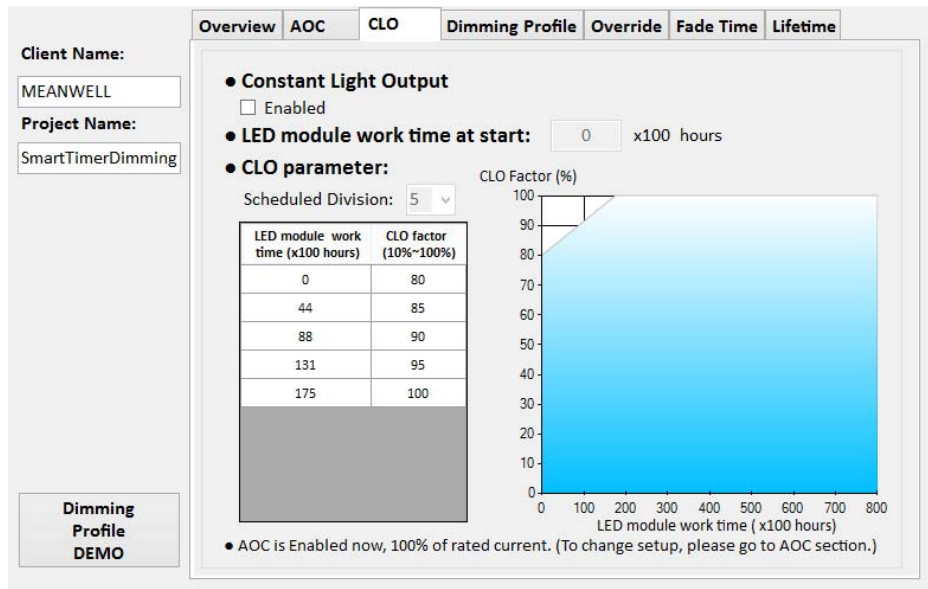 Overview AOC CLO Dimming Profile Override Fade Time Lifetime
Client Name:
MEANWELL
Project Name:
SmartTimerDimming
Dimming
Profile
DEMO
● Constant Light Output
Enabled
● LED module work time at start: 0 x100 hours
● CLO parameter:
Scheduled Division: 5
LED module work CLO factor
time (x100 hours) (10%~100%)
0 80
44 85
88 90
131 95
175 100
CLO Factor (%)
100
90
80
70
60
50
40
30
20
10
0
0 100 200 300 400 500 600 700 800
LED module work time ( x100 hours)
● AOC is Enabled now, 100% of rated current. (To change setup, please go to AOC section.)